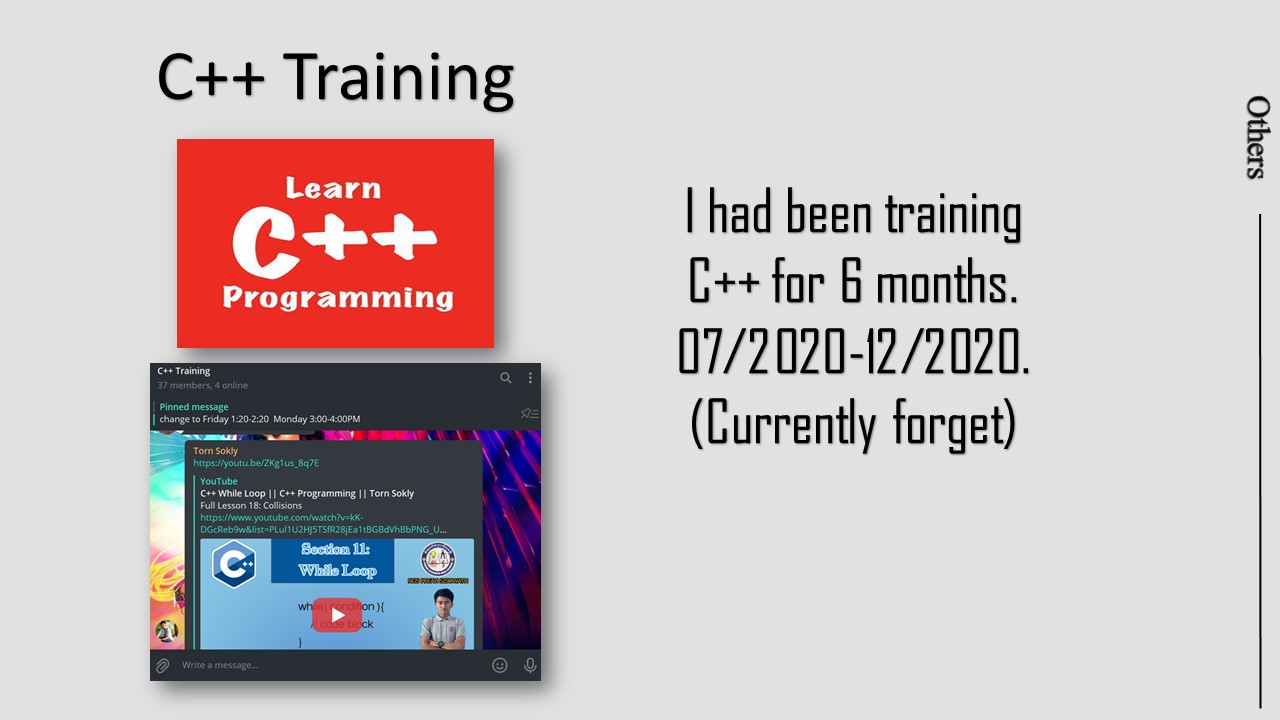 C++ Training
Learn
C++
Programming
C++ Training
37 members, 4 online
Pinned message
change to Friday 1:20-2:20  Monday 3:00-4:00PM
Torn Sokly
https://youtu.be/ZKg1us_8q7E
YouTube
C++ While Loop || C++ Programming || Torn Sokly
Full Lesson 18: Collisions
https://www.youtube.com/watch?v=kK-
DGcReb9w&list=PLul1U2HJ5TSfR28jEa1tBGBdVhBbPNG_U...
C++
Section 11:
While Loop
NGS PREAH SISOWATH
while( condition ){
// code block
}
Write a message...
I had been training
C++ for 6 months.
07/2020-12/2020.
(Currently forget)
Others